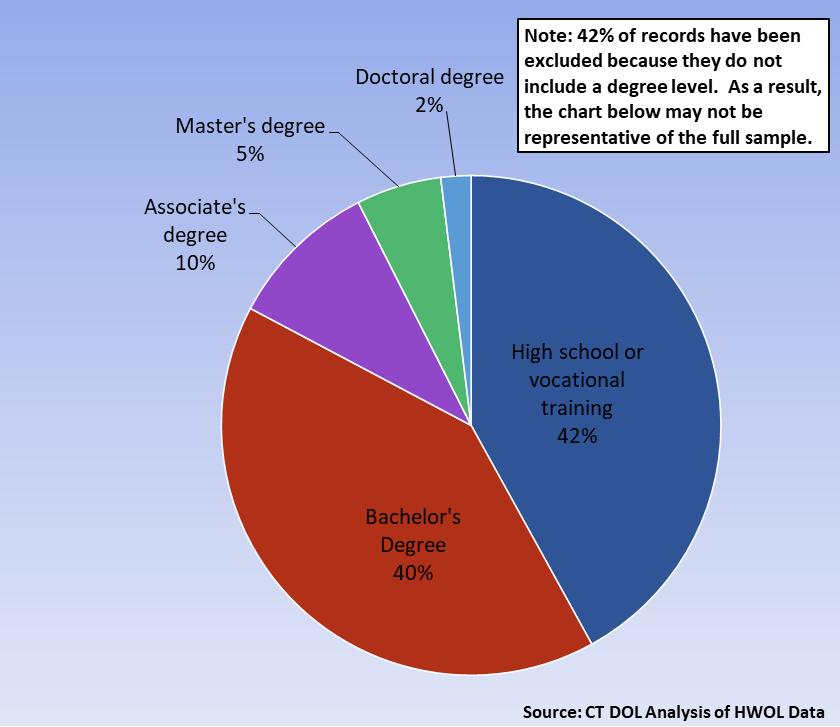 Note: 42% of records have been
excluded because they do not
include a degree level.  As a result,
the chart below may not be
representative of the full sample.
Doctoral degree
2%
Master's degree
5%
Associate's
degree
10%
High school or
vocational
training
42%
Bachelor's
Degree
40%
Source: CT DOL Analysis of HWOL Data